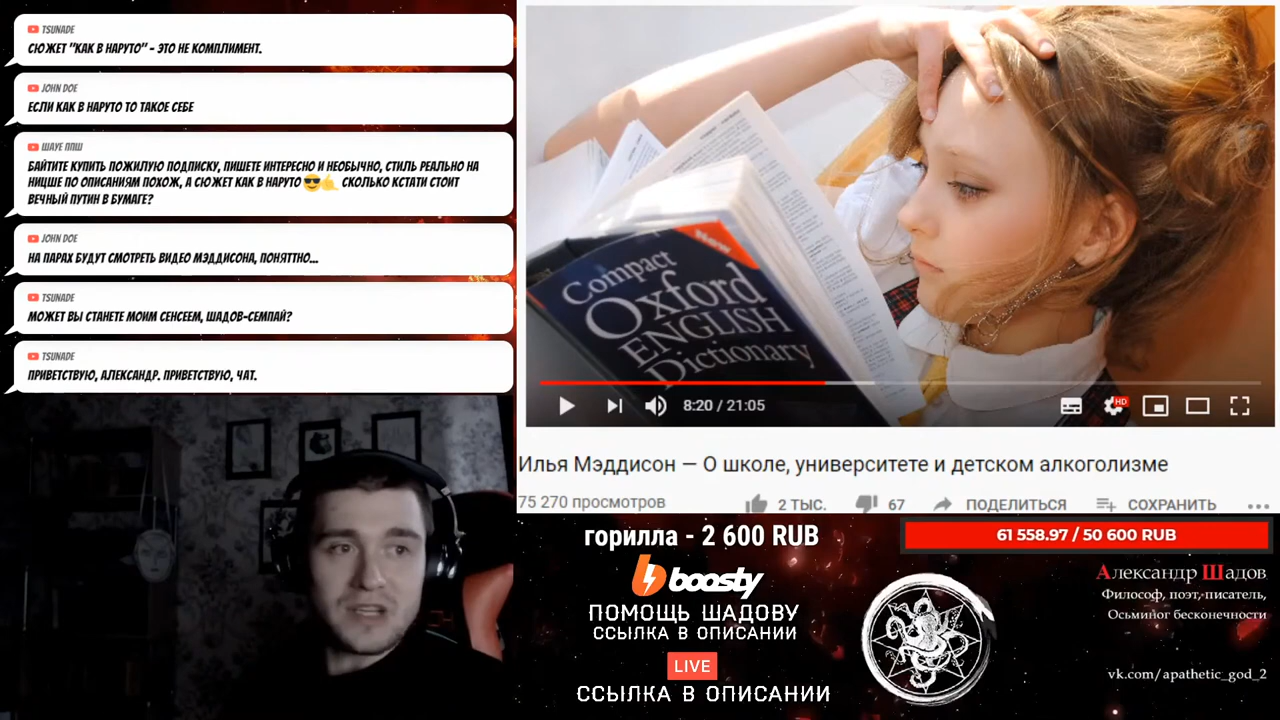 TSUNADE
СЮЖЕТ "КАК В НАРУТО" - ЭТО НЕ КОМПЛИМЕНТ.
JOHN DOE
ЕСЛИ КАК В НАРУТО ТО ТАКОЕ СЕБЕ
ШАУЕ ППШ
БАЙТИТЕ КУПИТЬ ПОЖИЛУЮ ПОДПИСКУ, ПИШЕТЕ ИНТЕРЕСНО И НЕОБЫЧНО, СТИЛЬ РЕАЛЬНО НА
НИЦШЕ ПО ОПИСАНИЯМ ПОХОЖ, А СЮЖЕТ КАК В НАРУТО 😎🤙 СКОЛЬКО КСТАТИ СТОИТ
ВЕЧНЫЙ ПУТИН В БУМАГЕ?
JOHN DOE
НА ПАРАХ БУДУТ СМОТРЕТЬ ВИДЕО МЭДДИСОНА, ПОНЯТТНО...
TSUNADE
МОЖЕТ ВЫ СТАНЕТЕ МОИМ СЕНСЕЕМ, ШАДОВ-СЕМПАЙ?
TSUNADE
ПРИВЕТСТВУЮ, АЛЕКСАНДР. ПРИВЕТСТВУЮ, ЧАТ.
New
Compact
Oxford
ENGLISH
Dictionary
8:20 / 21:05
HD
Илья Мэддисон — О школе, университете и детском алкоголизме
75 270 просмотров
2 ТЫС.
67
ПОДЕЛИТЬСЯ
СОХРАНИТЬ
горилла - 2 600 RUB
boosty
ПОМОЩЬ ШАДОВУ
ССЫЛКА В ОПИСАНИИ
LIVE
ССЫЛКА В ОПИСАНИИ
61 558.97 / 50 600 RUB
Александр Шадов
Философ, поэт, писатель,
Осьминог бесконечности
vk.com/apathetic_god_2